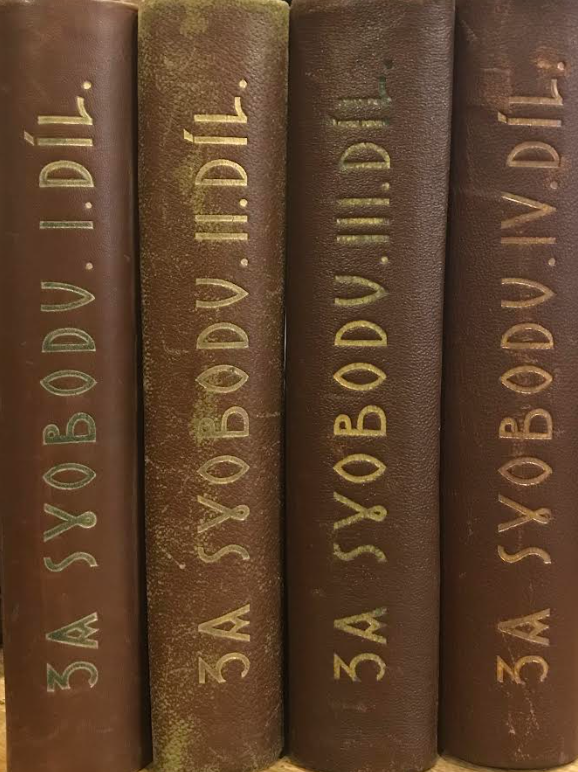 ZA SVOBODU. I. DÍL.
ZA SVOBODU. II. DÍL.
ZA SVOBODU. III. DÍL.
ZA SVOBODU. IV. DÍL.